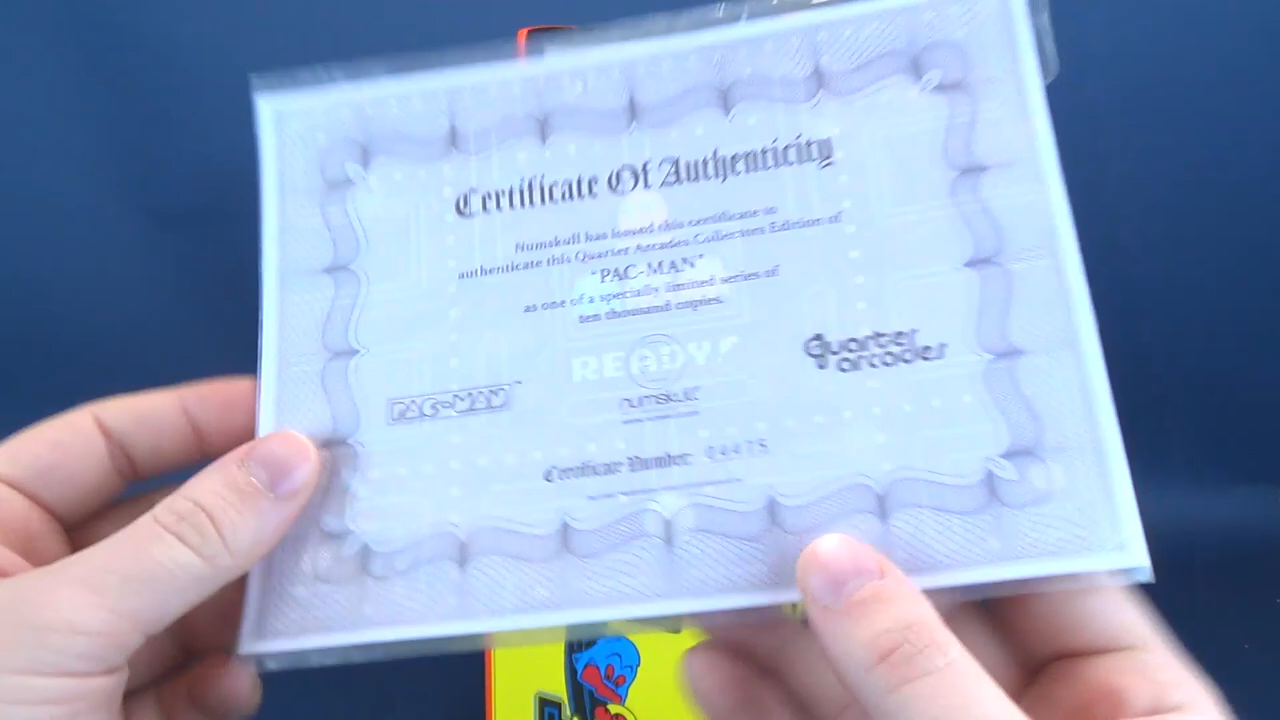 Certificate Of Authenticity
Numskull has issued this certificate to
authenticate this Quarter Arcades Collectors Edition of
"PAC-MAN"
as one of a specially limited series of
ten thousand copies.
READY!
quarter arcades
PAC-MAN™
numskull
Certificate Number 04475